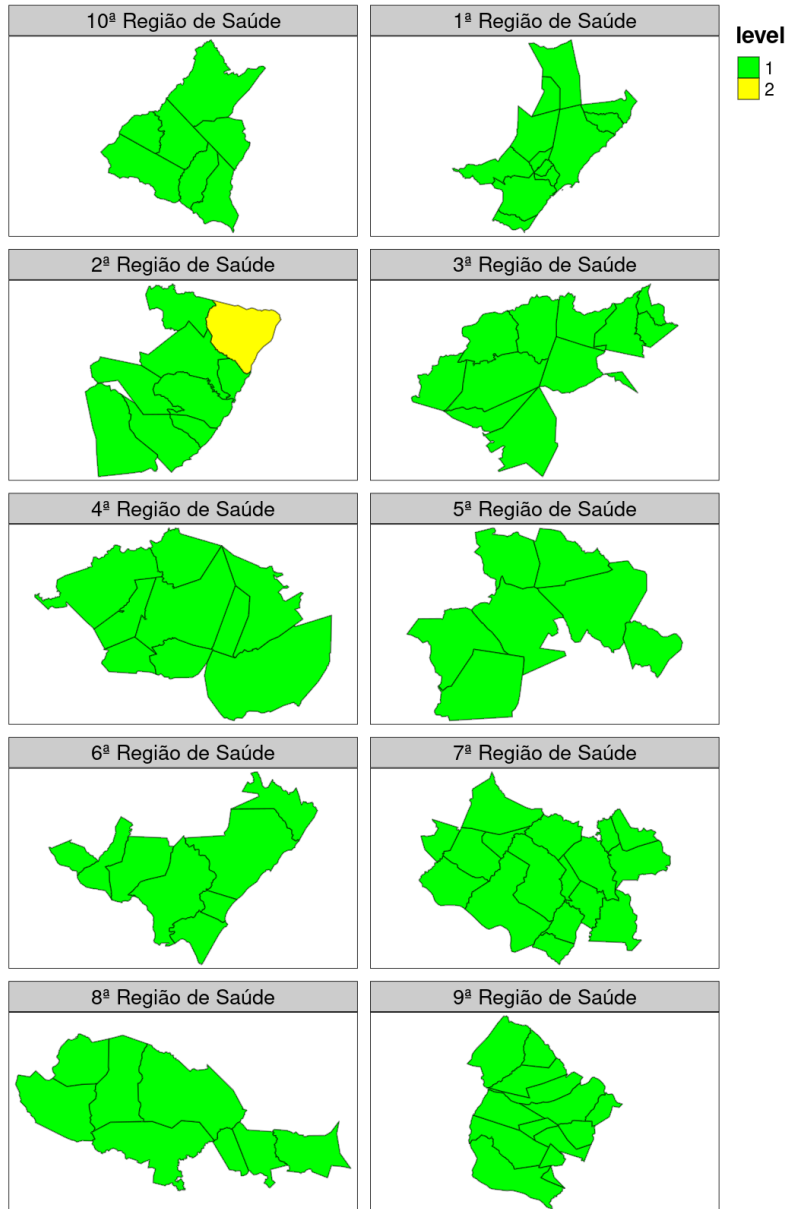 10ª Região de Saúde
1ª Região de Saúde
level
1
2
2ª Região de Saúde
3ª Região de Saúde
4ª Região de Saúde
5ª Região de Saúde
6ª Região de Saúde
7ª Região de Saúde
8ª Região de Saúde
9ª Região de Saúde